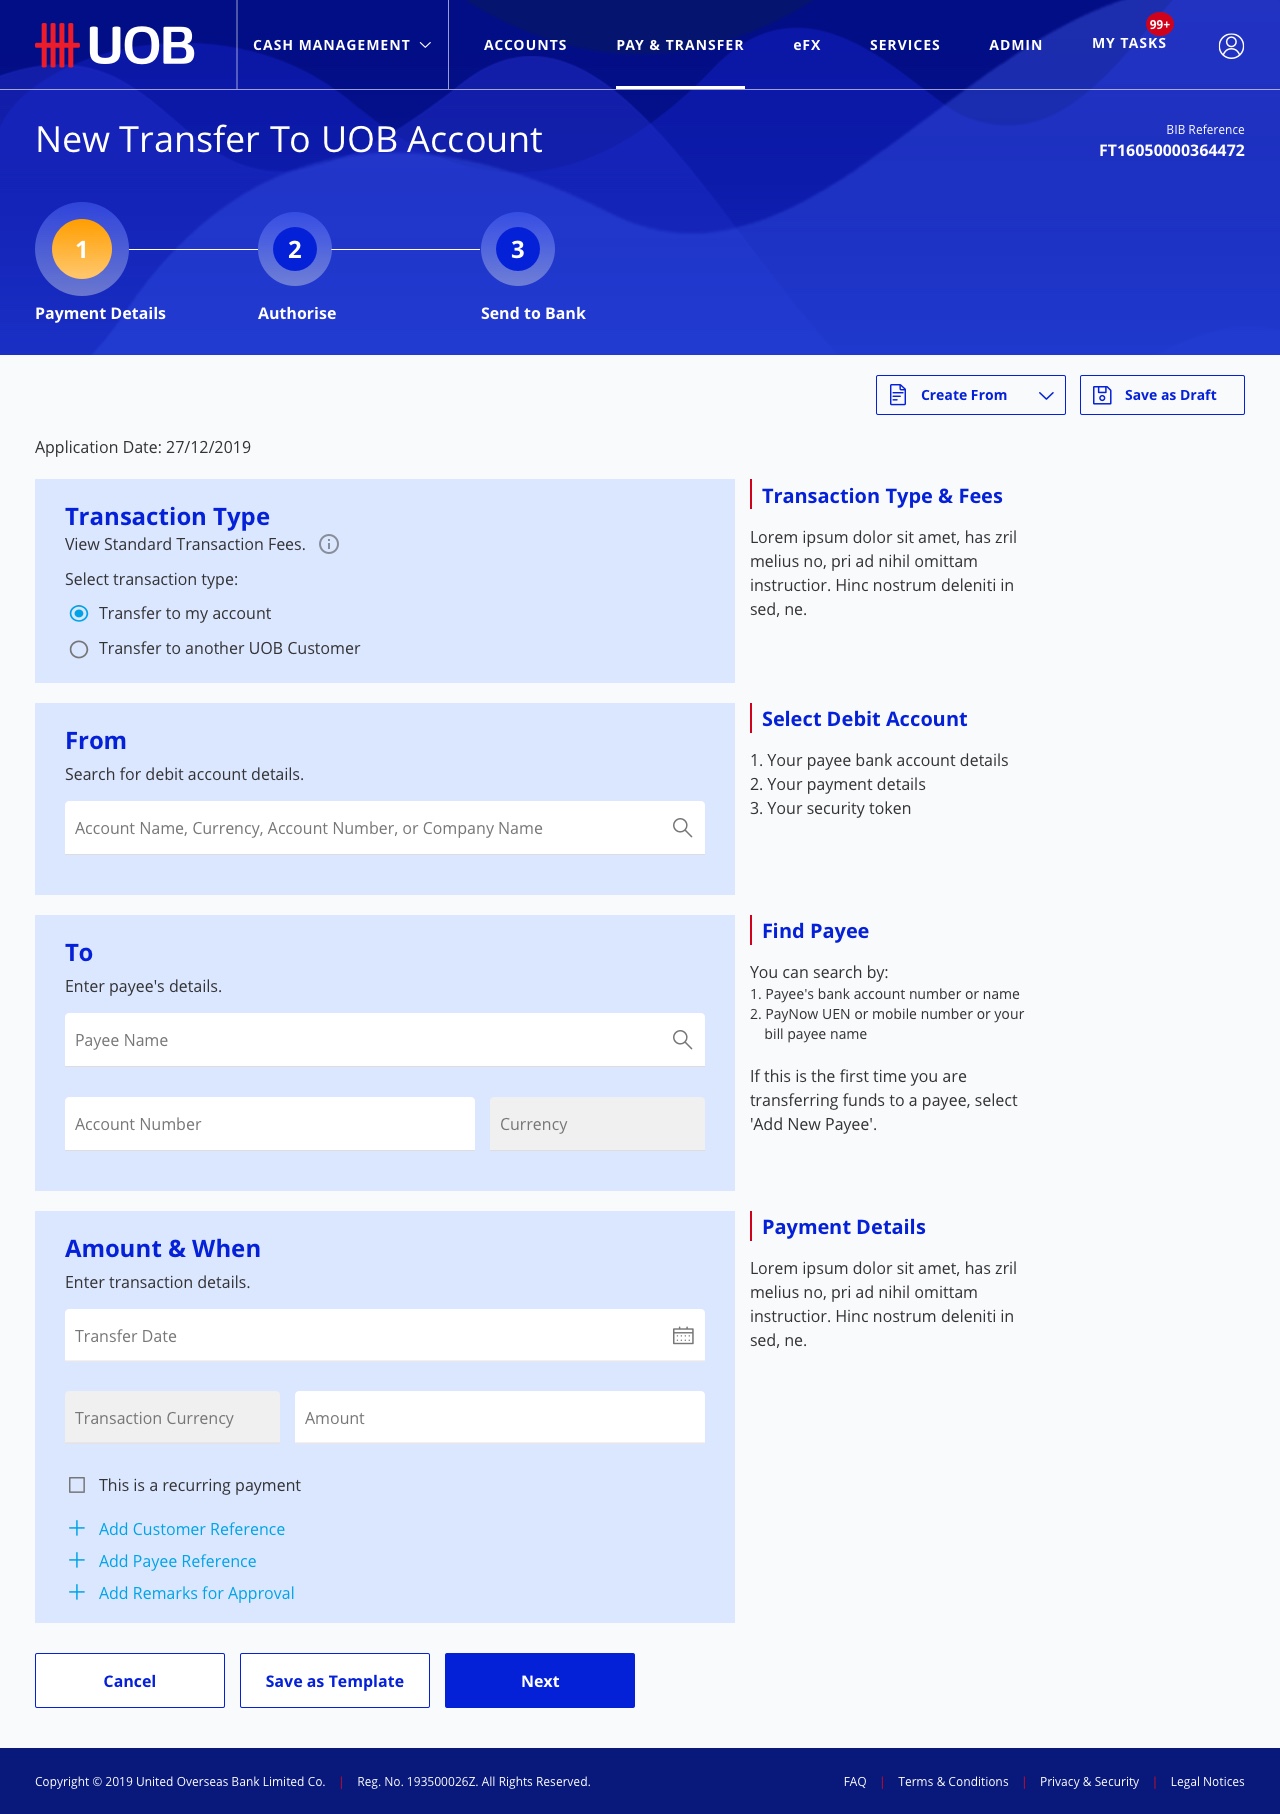 UOB
CASH MANAGEMENT
ACCOUNTS
PAY & TRANSFER
eFX
SERVICES
ADMIN
MY TASKS
99+
New Transfer To UOB Account
BIB Reference
FT16050000364472
1
2
3
Payment Details
Authorise
Send to Bank
Create From
Save as Draft
Application Date: 27/12/2019
Transaction Type
View Standard Transaction Fees.
Select transaction type:
Transfer to my account
Transfer to another UOB Customer
Transaction Type & Fees
Lorem ipsum dolor sit amet, has zril
melius no, pri ad nihil omittam
instructior. Hinc nostrum deleniti in
sed, ne.
From
Search for debit account details.
Account Name, Currency, Account Number, or Company Name
Select Debit Account
1. Your payee bank account details
2. Your payment details
3. Your security token
To
Enter payee's details.
Payee Name
Account Number
Currency
Find Payee
You can search by:
1. Payee's bank account number or name
2. PayNow UEN or mobile number or your
bill payee name
If this is the first time you are
transferring funds to a payee, select
'Add New Payee'.
Amount & When
Enter transaction details.
Transfer Date
Transaction Currency
Amount
This is a recurring payment
Add Customer Reference
Add Payee Reference
Add Remarks for Approval
Payment Details
Lorem ipsum dolor sit amet, has zril
melius no, pri ad nihil omittam
instructior. Hinc nostrum deleniti in
sed, ne.
Cancel
Save as Template
Next
Copyright © 2019 United Overseas Bank Limited Co. | Reg. No. 193500026Z. All Rights Reserved.
FAQ | Terms & Conditions | Privacy & Security | Legal Notices